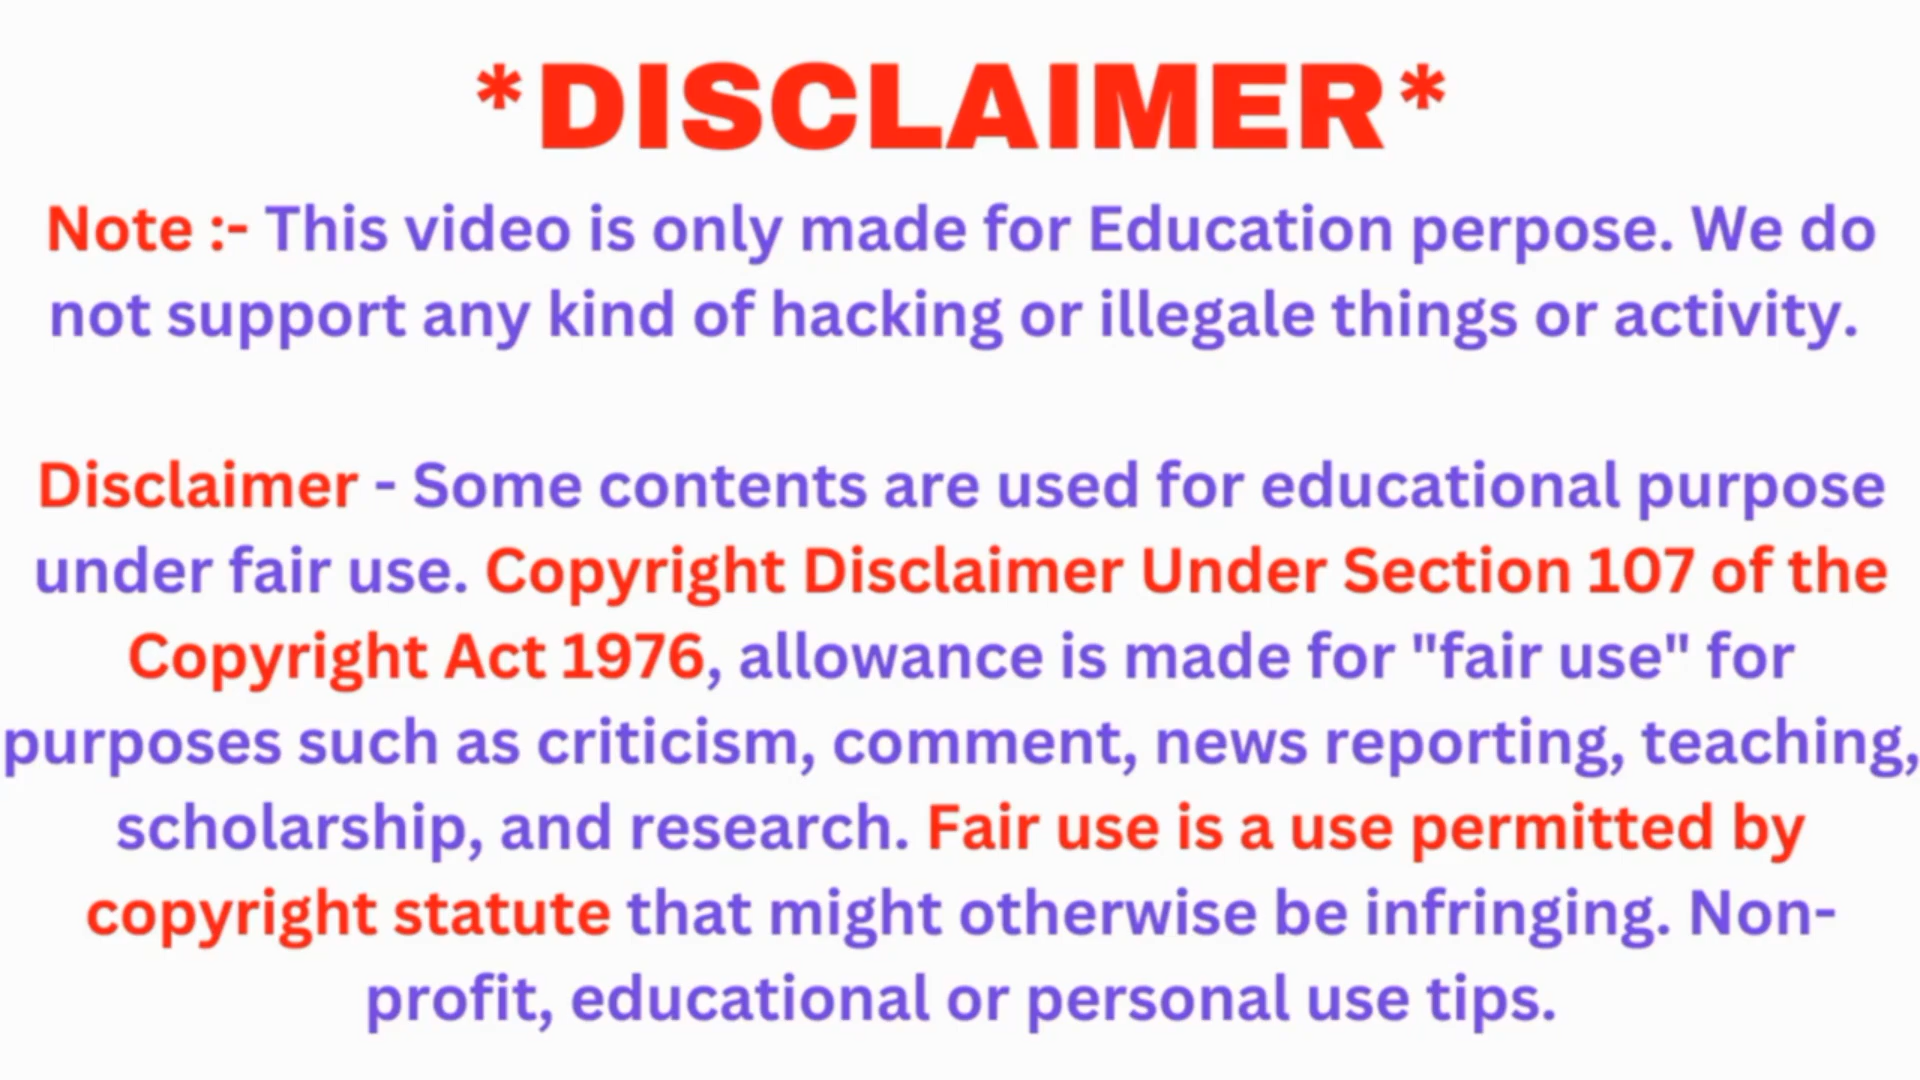 *DISCLAIMER*
Note :- This video is only made for Education perpose. We do
not support any kind of hacking or illegale things or activity.
Disclaimer - Some contents are used for educational purpose
under fair use. Copyright Disclaimer Under Section 107 of the
Copyright Act 1976, allowance is made for "fair use" for
purposes such as criticism, comment, news reporting, teaching,
scholarship, and research. Fair use is a use permitted by
copyright statute that might otherwise be infringing. Non-
profit, educational or personal use tips.